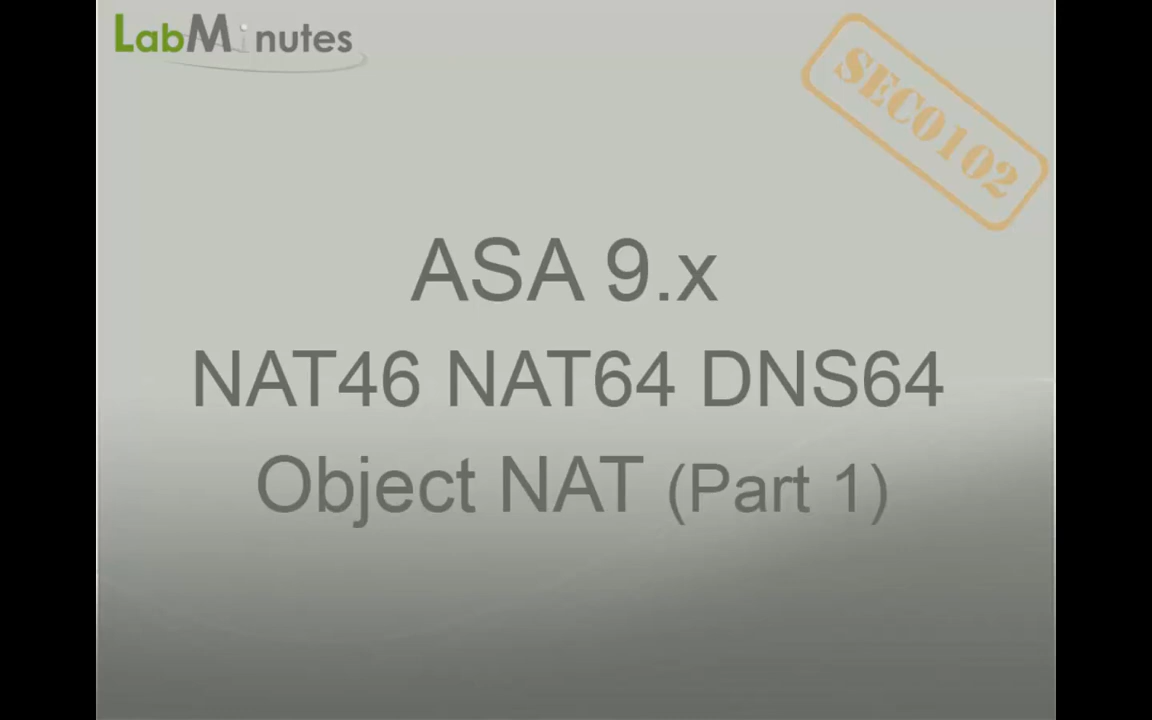 LabMinutes
SEC0102
ASA 9.x
NAT46 NAT64 DNS64
Object NAT (Part 1)